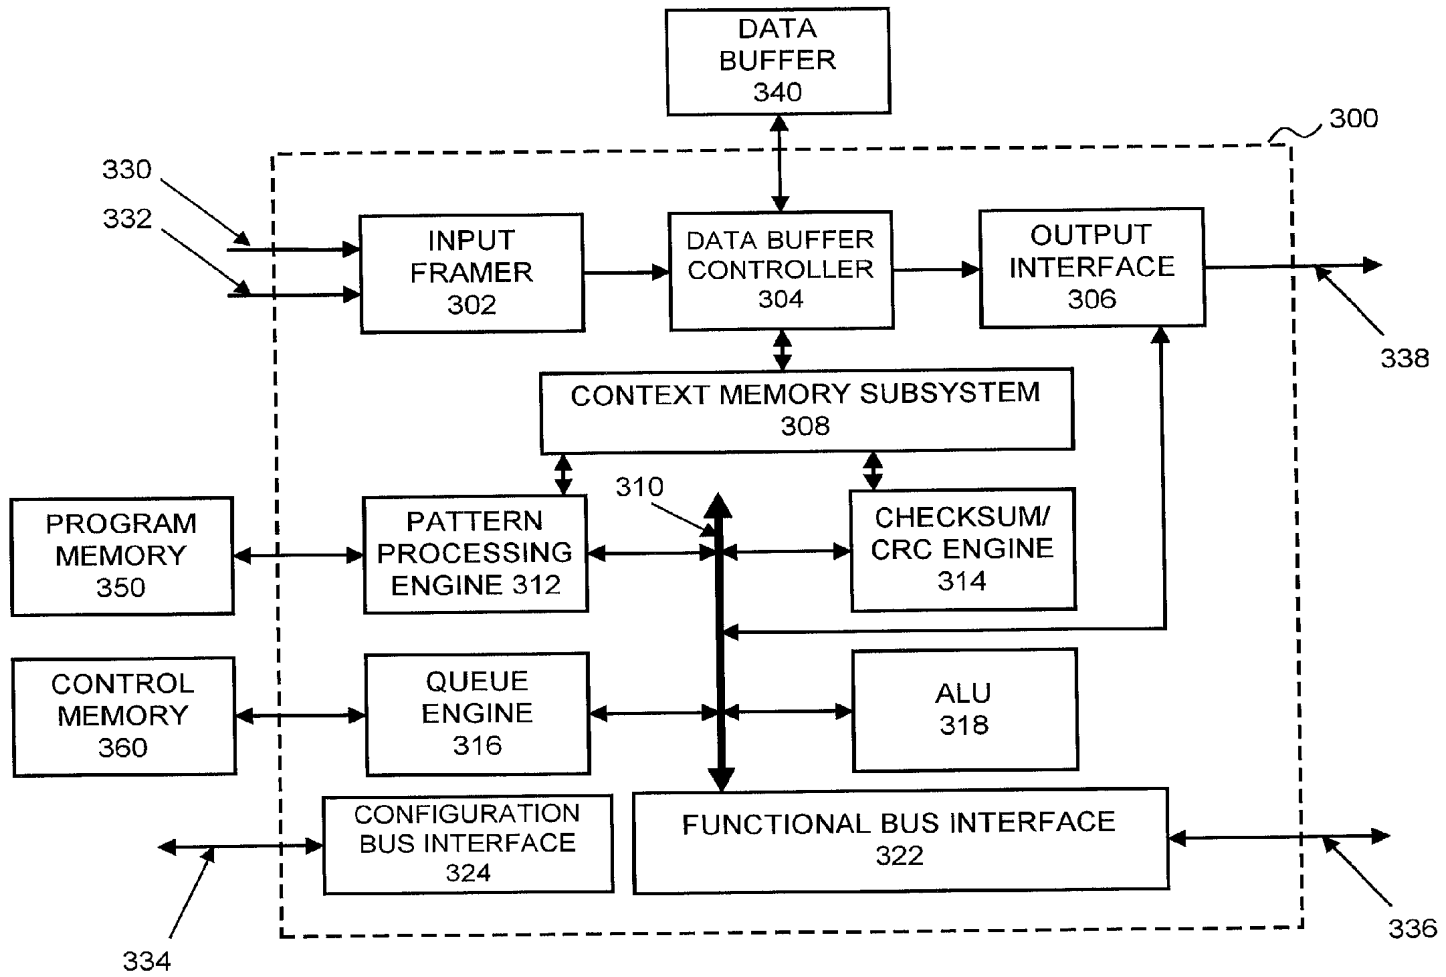 DATA
BUFFER
340
300
330
332
INPUT
FRAMER
302
DATA BUFFER
CONTROLLER
304
OUTPUT
INTERFACE
306
338
CONTEXT MEMORY SUBSYSTEM
308
310
PROGRAM
MEMORY
350
PATTERN
PROCESSING
ENGINE 312
CHECKSUM/
CRC ENGINE
314
CONTROL
MEMORY
360
QUEUE
ENGINE
316
ALU
318
CONFIGURATION
BUS INTERFACE
324
FUNCTIONAL BUS INTERFACE
322
334
336